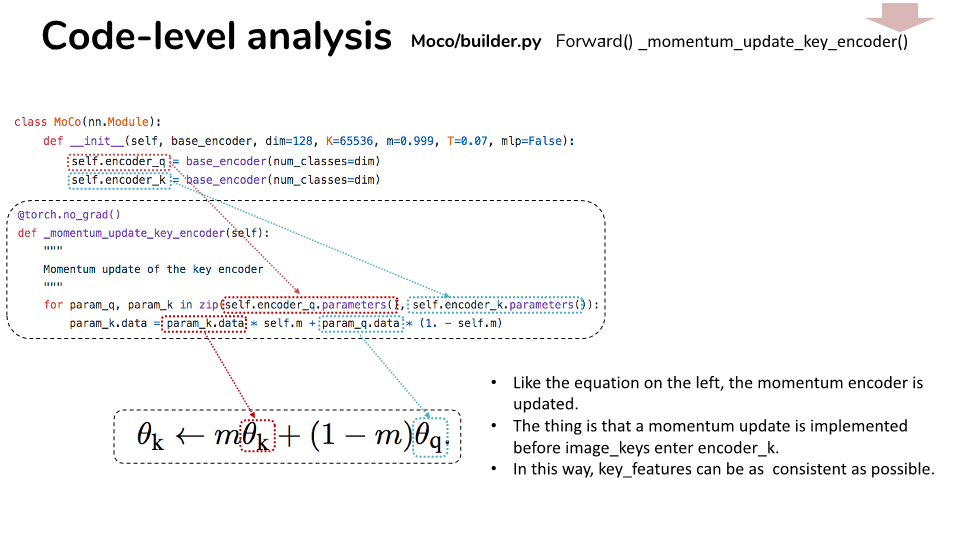 Code-level analysis Moco/builder.py Forward() _momentum_update_key_encoder()
class MoCo(nn.Module):
def __init__(self, base_encoder, dim=128, K=65536, m=0.999, T=0.07, mlp=False):
self.encoder_q = base_encoder(num_classes=dim)
self.encoder_k = base_encoder(num_classes=dim)
@torch.no_grad()
def _momentum_update_key_encoder(self):
"""
Momentum update of the key encoder
"""
for param_q, param_k in zip(self.encoder_q.parameters(), self.encoder_k.parameters()):
param_k.data = param_k.data * self.m + param_q.data * (1. - self.m)
θk ← mθk + (1 − m)θq.
• Like the equation on the left, the momentum encoder is
updated.
• The thing is that a momentum update is implemented
before image_keys enter encoder_k.
• In this way, key_features can be as consistent as possible.